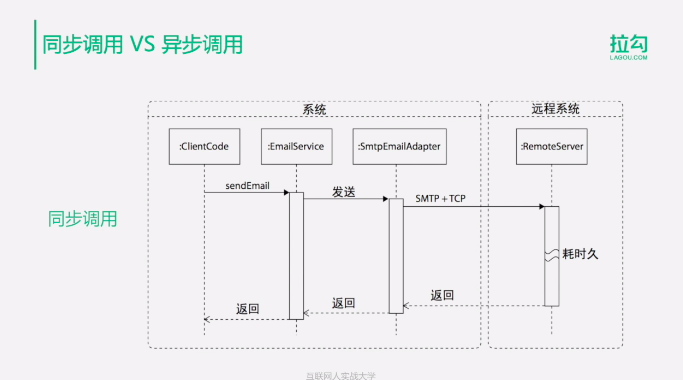 同步调用 VS 异步调用
拉勾
LAGOU.COM
系统
远程系统
:ClientCode
:EmailService
:SmtpEmailAdapter
:RemoteServer
sendEmail
发送
SMTP + TCP
同步调用
耗时久
返回
返回
返回
互联网人实战大学